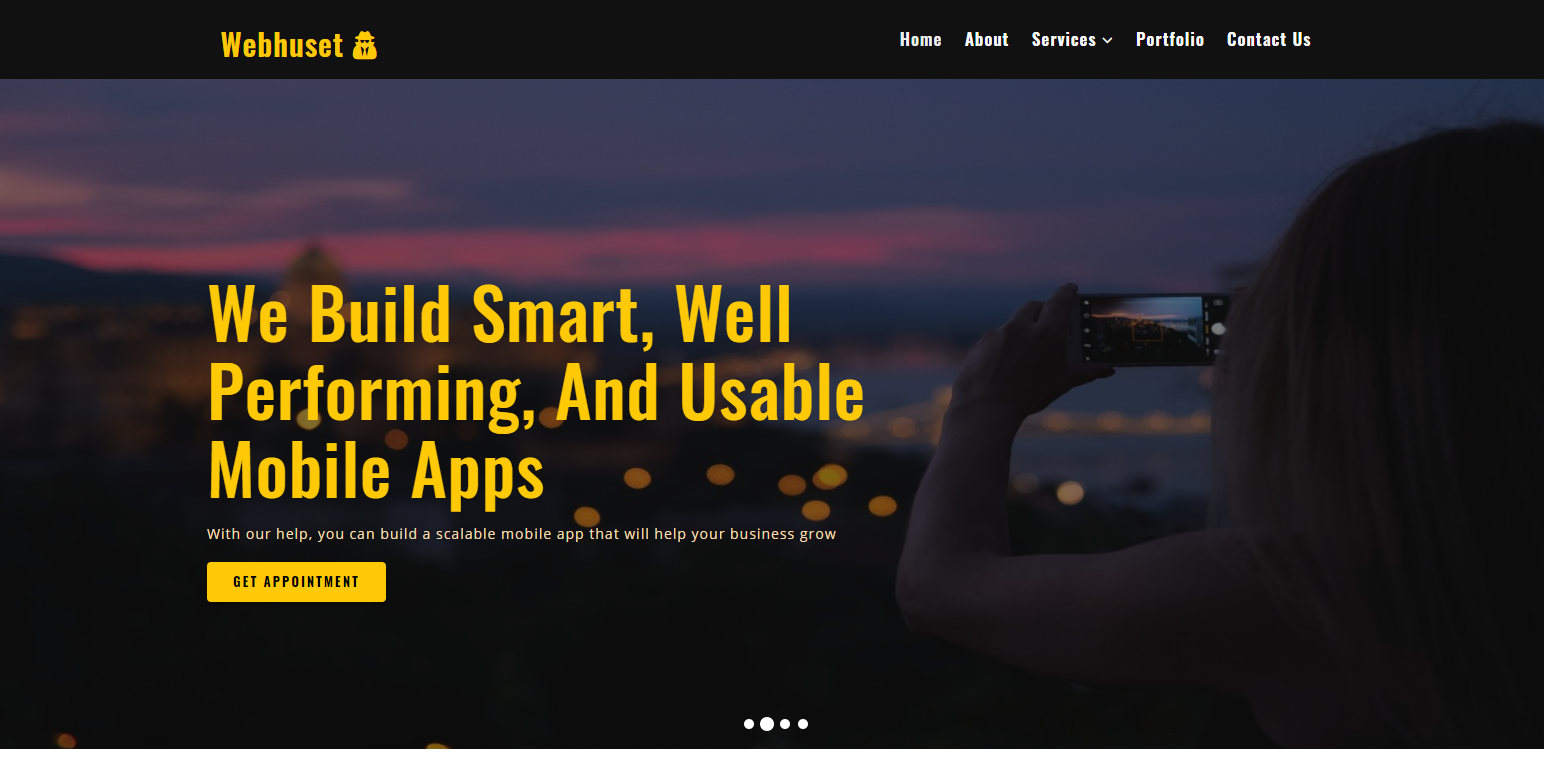 Webhuset
Home About Services Portfolio Contact Us
We Build Smart, Well
Performing, And Usable
Mobile Apps
With our help, you can build a scalable mobile app that will help your business grow
GET APPOINTMENT